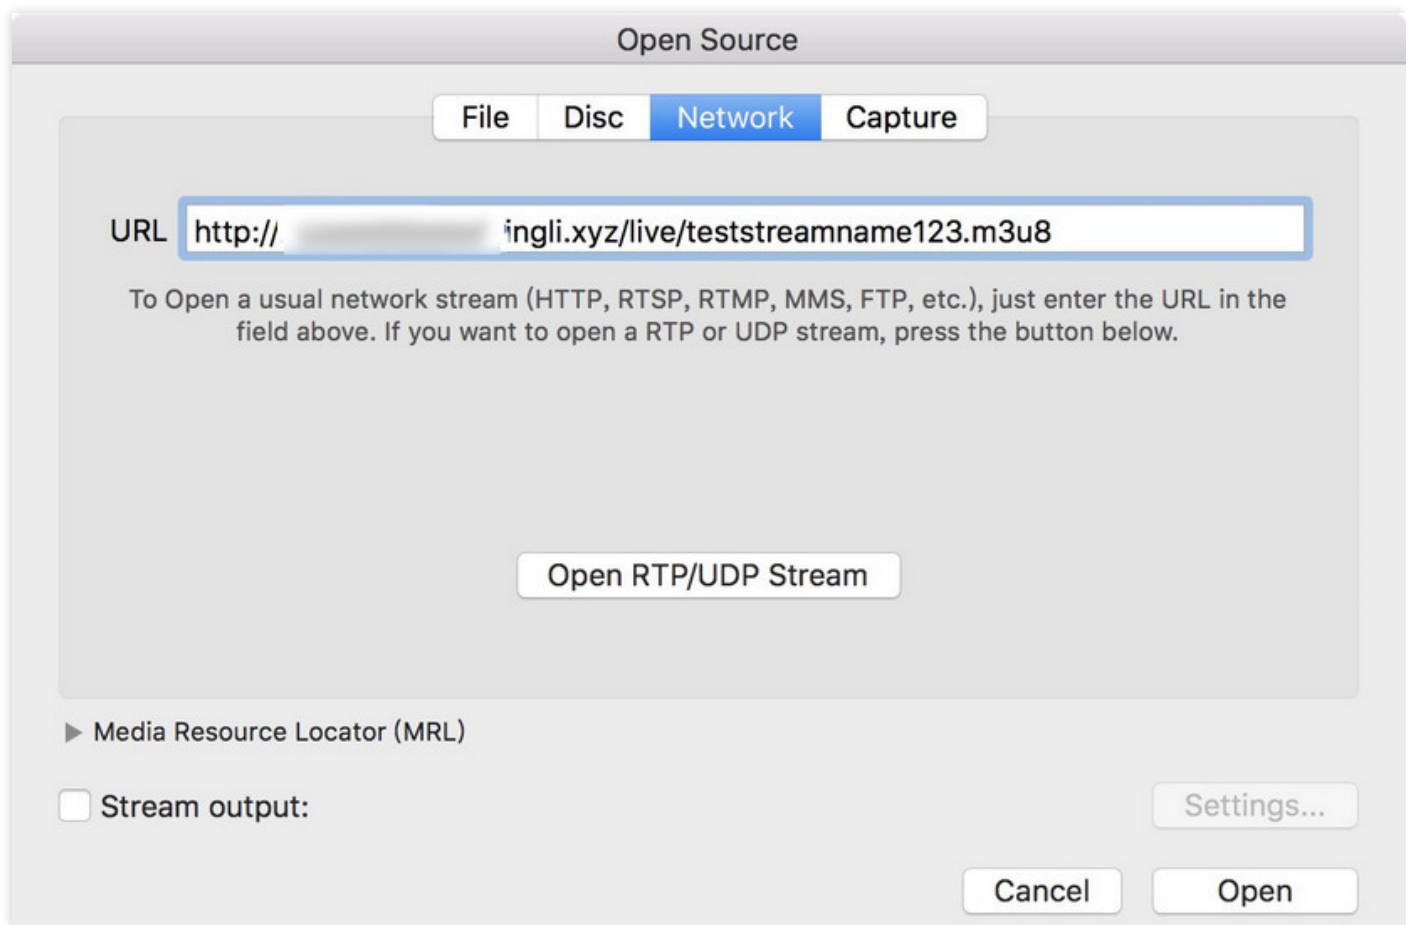 Open Source
File Disc Network Capture
URL http:// ingli.xyz/live/teststreamname123.m3u8
To Open a usual network stream (HTTP, RTSP, RTMP, MMS, FTP, etc.), just enter the URL in the
field above. If you want to open a RTP or UDP stream, press the button below.
Open RTP/UDP Stream
Media Resource Locator (MRL)
Stream output: Settings...
Cancel Open